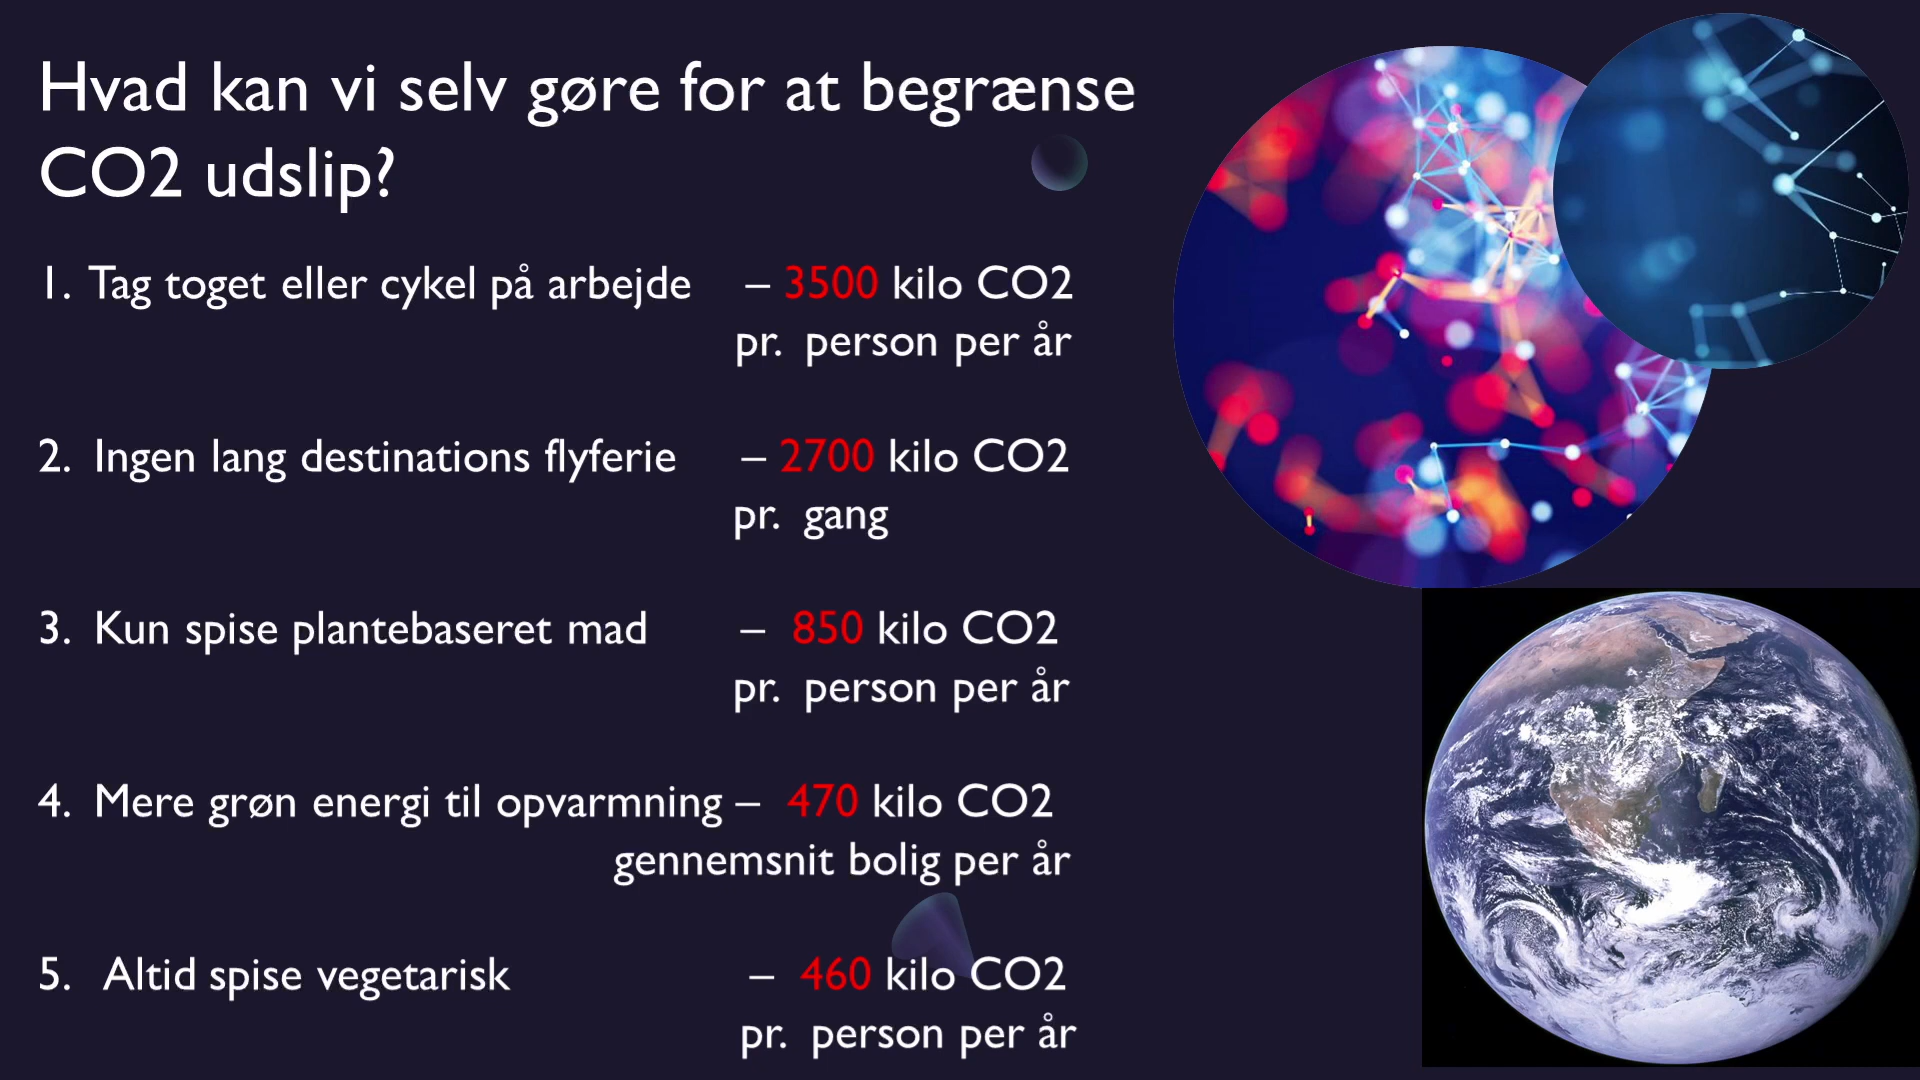 Hvad kan vi selv gøre for at begrænse
CO2 udslip?
1. Tag toget eller cykel på arbejde – 3500 kilo CO2
pr. person per år
2. Ingen lang destinations flyferie – 2700 kilo CO2
pr. gang
3. Kun spise plantebaseret mad – 850 kilo CO2
pr. person per år
4. Mere grøn energi til opvarmning – 470 kilo CO2
gennemsnit bolig per år
5. Altid spise vegetarisk – 460 kilo CO2
pr. person per år